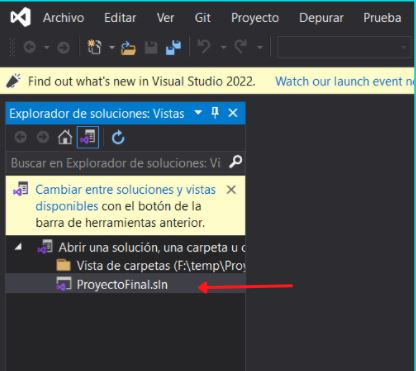 Archivo Editar Ver Git Proyecto Depurar Prueba
Find out what's new in Visual Studio 2022. Watch our launch event
Explorador de soluciones: Vistas
Buscar en Explorador de soluciones: Vi
Cambiar entre soluciones y vistas
disponibles con el botón de la
barra de herramientas anterior.
Abrir una solución, una carpeta u
Vista de carpetas (F:\temp\Proy
ProyectoFinal.sln